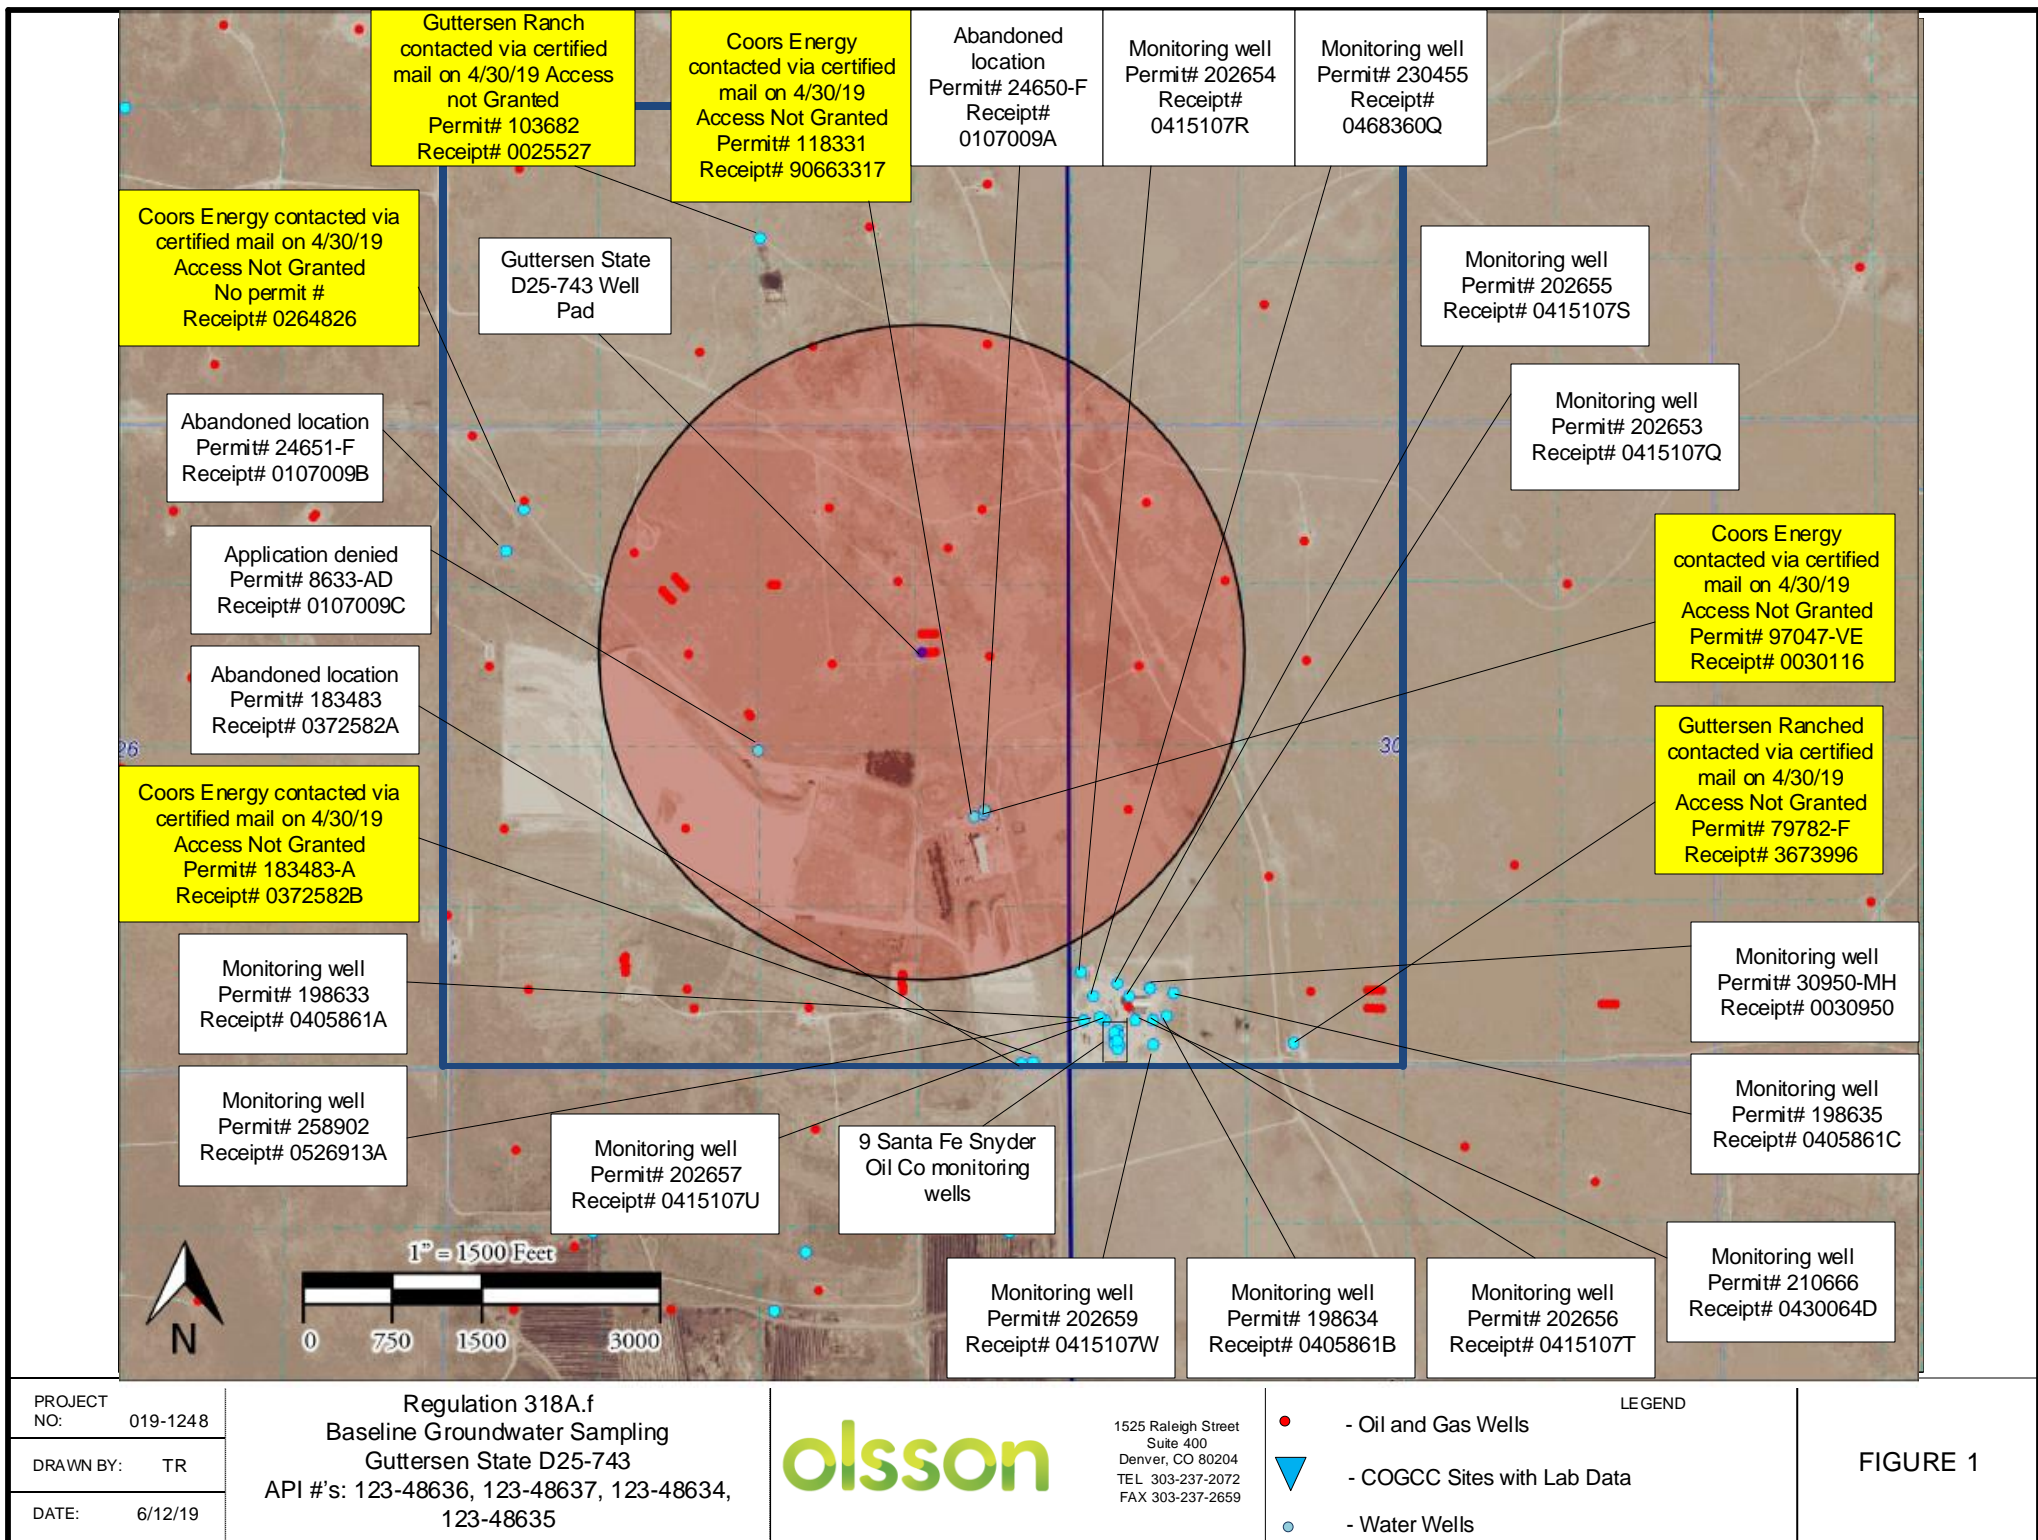 Guttersen Ranch
contacted via certified
mail on 4/30/19 Access
not Granted
Permit# 103682
Receipt# 0025527
Coors Energy
contacted via certified
mail on 4/30/19
Access Not Granted
Permit# 118331
Receipt# 90663317
Abandoned
location
Permit# 24650-F
Receipt#
0107009A
Monitoring well
Permit# 202654
Receipt#
0415107R
Monitoring well
Permit# 230455
Receipt#
0468360Q
Coors Energy contacted via
certified mail on 4/30/19
Access Not Granted
No permit #
Receipt# 0264826
Guttersen State
D25-743 Well
Pad
Monitoring well
Permit# 202655
Receipt# 0415107S
Abandoned location
Permit# 24651-F
Receipt# 0107009B
Monitoring well
Permit# 202653
Receipt# 0415107Q
Application denied
Permit# 8633-AD
Receipt# 0107009C
Coors Energy
contacted via certified
mail on 4/30/19
Access Not Granted
Permit# 97047-VE
Receipt# 0030116
Abandoned location
Permit# 183483
Receipt# 0372582A
26
30
Guttersen Ranched
contacted via certified
mail on 4/30/19
Access Not Granted
Permit# 79782-F
Receipt# 3673996
Coors Energy contacted via
certified mail on 4/30/19
Access Not Granted
Permit# 183483-A
Receipt# 0372582B
Monitoring well
Permit# 198633
Receipt# 0405861A
Monitoring well
Permit# 30950-MH
Receipt# 0030950
Monitoring well
Permit# 258902
Receipt# 0526913A
Monitoring well
Permit# 202657
Receipt# 0415107U
9 Santa Fe Snyder
Oil Co monitoring
wells
Monitoring well
Permit# 198635
Receipt# 0405861C
Monitoring well
Permit# 202659
Receipt# 0415107W
Monitoring well
Permit# 198634
Receipt# 0405861B
Monitoring well
Permit# 202656
Receipt# 0415107T
Monitoring well
Permit# 210666
Receipt# 0430064D
1" = 1500 Feet
0 750 1500 3000
N
PROJECT
NO: 019-1248
DRAWN BY: TR
DATE: 6/12/19
Regulation 318A.f
Baseline Groundwater Sampling
Guttersen State D25-743
API #'s: 123-48636, 123-48637, 123-48634,
123-48635
olsson
1525 Raleigh Street
Suite 400
Denver, CO 80204
TEL 303-237-2072
FAX 303-237-2659
LEGEND
- Oil and Gas Wells
- COGCC Sites with Lab Data
- Water Wells
FIGURE 1